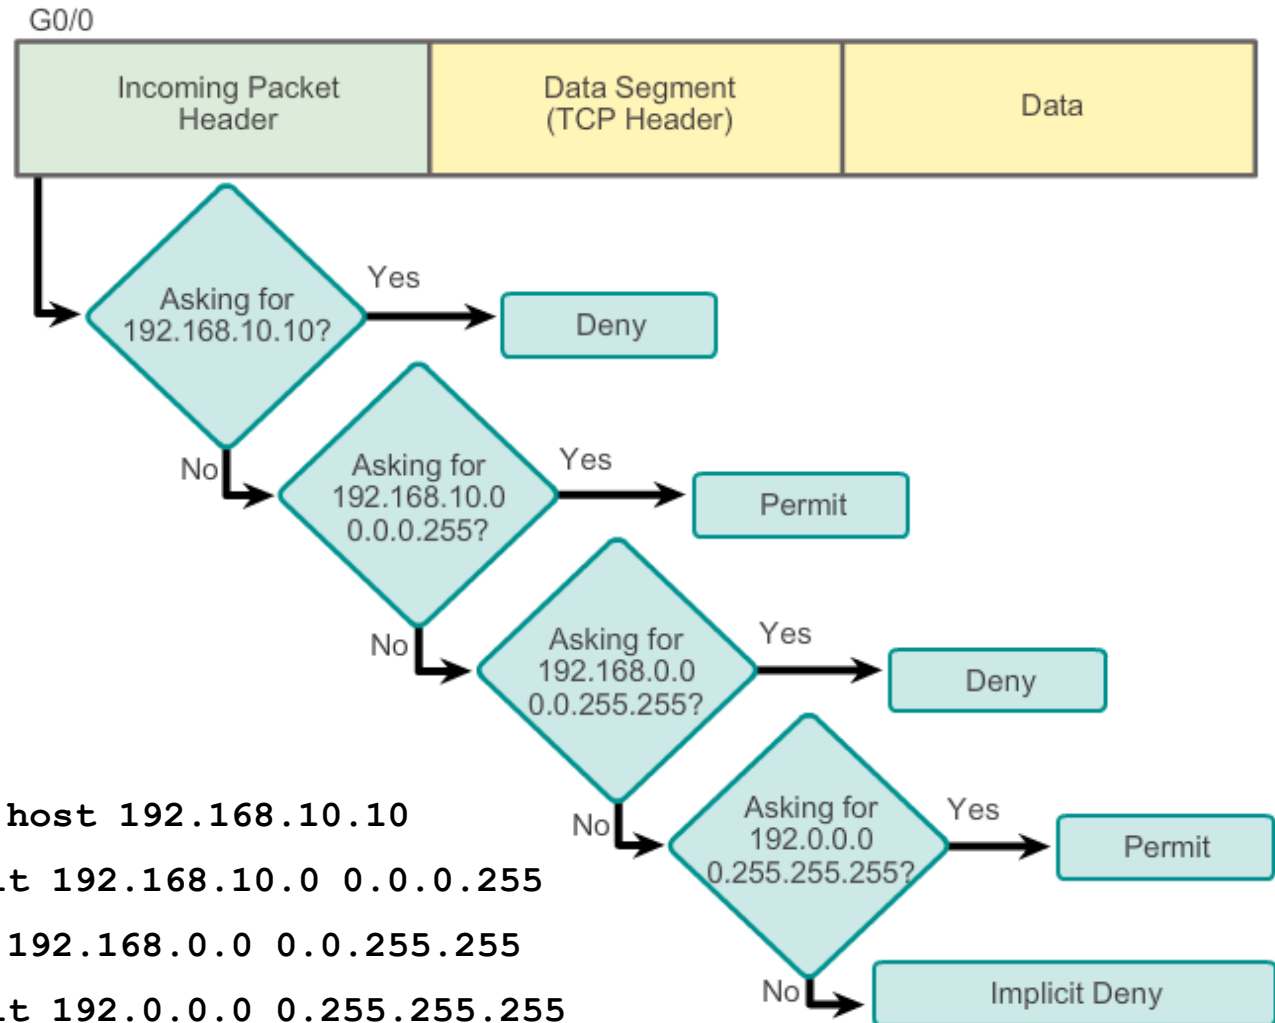 G0/0
Incoming Packet
Header
Data Segment
(TCP Header)
Data
Asking for
192.168.10.10?
Yes
Deny
No
Asking for
192.168.10.0
0.0.0.255?
Yes
Permit
No
Asking for
192.168.0.0
0.0.255.255?
Yes
Deny
No
Asking for
192.0.0.0
0.255.255.255?
Yes
Permit
No
Implicit Deny
host 192.168.10.10
it 192.168.10.0 0.0.0.255
192.168.0.0 0.0.255.255
it 192.0.0.0 0.255.255.255